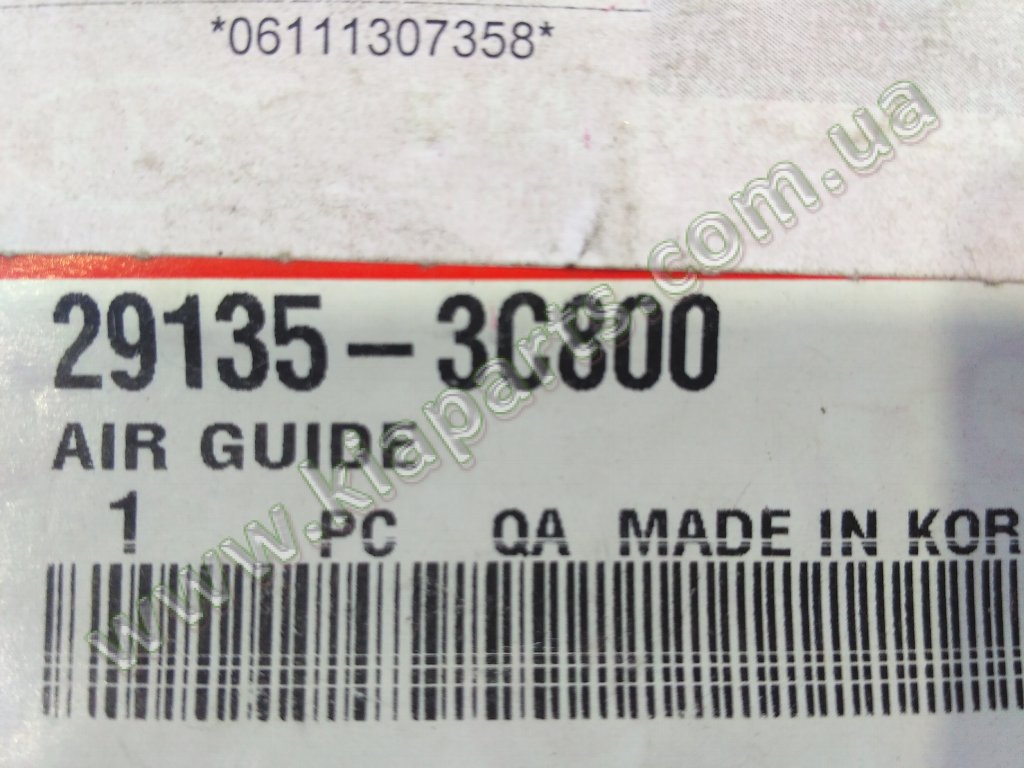 *06111307358*
29135-3C800
AIR GUIDE
1 PC QA MADE IN KOR
www.kiaparts.com.ua